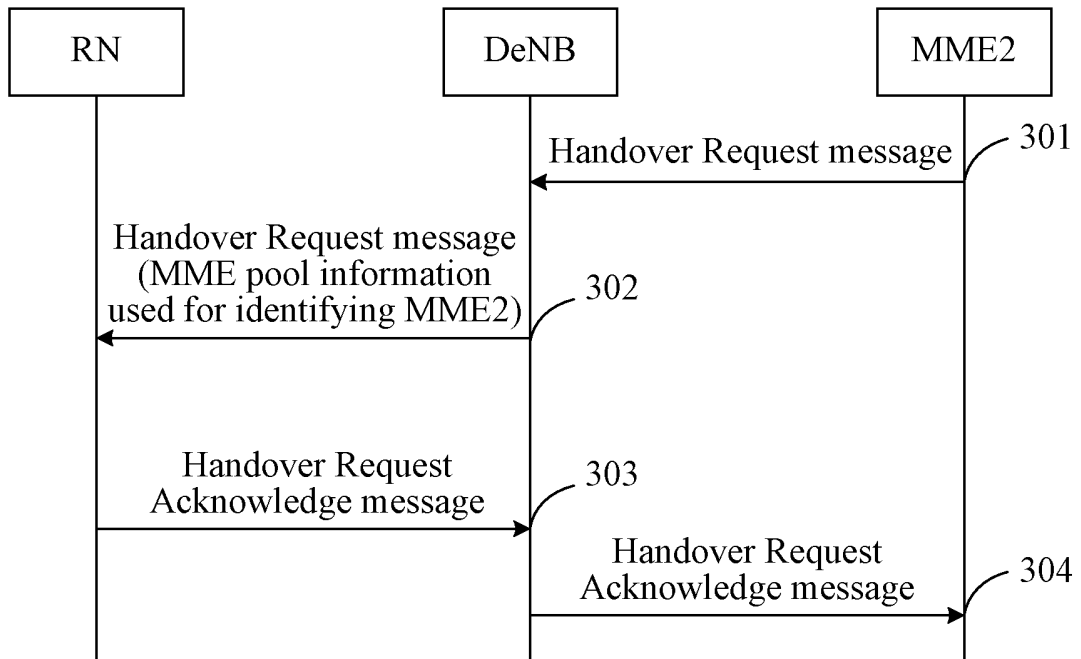 RN
DeNB
MME2
301
Handover Request message
Handover Request message
(MME pool information
used for identifying MME2)
302
Handover Request
Acknowledge message
303
Handover Request
Acknowledge message
304